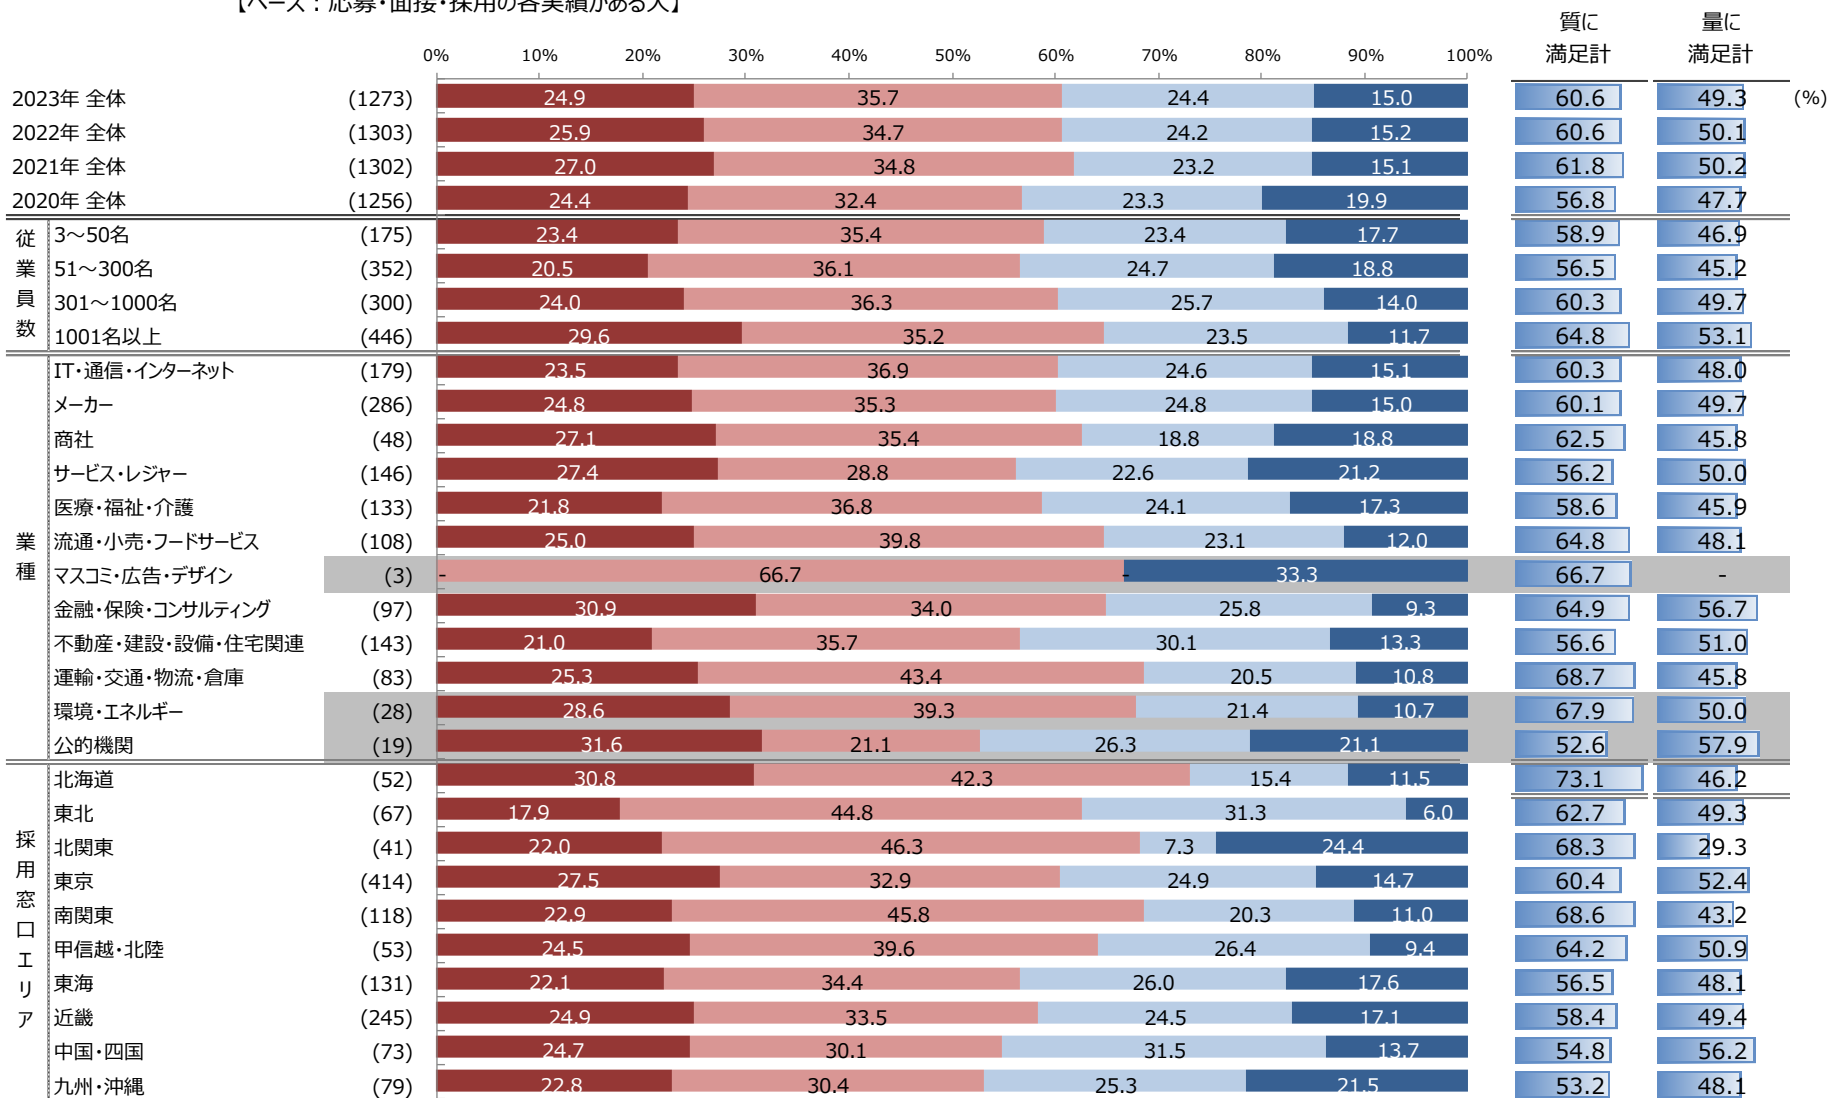 【ベース：応募・面接・採用の各実績がある人】
質に 量に
満足計 満足計
0% 10% 20% 30% 40% 50% 60% 70% 80% 90% 100%
2023年 全体 (1273) 24.9 35.7 24.4 15.0 60.6 49.3 (%)
2022年 全体 (1303) 25.9 34.7 24.2 15.2 60.6 50.1
2021年 全体 (1302) 27.0 34.8 23.2 15.1 61.8 50.2
2020年 全体 (1256) 24.4 32.4 23.3 19.9 56.8 47.7
従業員数
3～50名 (175) 23.4 35.4 23.4 17.7 58.9 46.9
51～300名 (352) 20.5 36.1 24.7 18.8 56.5 45.2
301～1000名 (300) 24.0 36.3 25.7 14.0 60.3 49.7
1001名以上 (446) 29.6 35.2 23.5 11.7 64.8 53.1
業種
IT・通信・インターネット (179) 23.5 36.9 24.6 15.1 60.3 48.0
メーカー (286) 24.8 35.3 24.8 15.0 60.1 49.7
商社 (48) 27.1 35.4 18.8 18.8 62.5 45.8
サービス・レジャー (146) 27.4 28.8 22.6 21.2 56.2 50.0
医療・福祉・介護 (133) 21.8 36.8 24.1 17.3 58.6 45.9
流通・小売・フードサービス (108) 25.0 39.8 23.1 12.0 64.8 48.1
マスコミ・広告・デザイン (3) - 66.7 - 33.3 66.7 -
金融・保険・コンサルティング (97) 30.9 34.0 25.8 9.3 64.9 56.7
不動産・建設・設備・住宅関連 (143) 21.0 35.7 30.1 13.3 56.6 51.0
運輸・交通・物流・倉庫 (83) 25.3 43.4 20.5 10.8 68.7 45.8
環境・エネルギー (28) 28.6 39.3 21.4 10.7 67.9 50.0
公的機関 (19) 31.6 21.1 26.3 21.1 52.6 57.9
採用窓口エリア
北海道 (52) 30.8 42.3 15.4 11.5 73.1 46.2
東北 (67) 17.9 44.8 31.3 6.0 62.7 49.3
北関東 (41) 22.0 46.3 7.3 24.4 68.3 29.3
東京 (414) 27.5 32.9 24.9 14.7 60.4 52.4
南関東 (118) 22.9 45.8 20.3 11.0 68.6 43.2
甲信越・北陸 (53) 24.5 39.6 26.4 9.4 64.2 50.9
東海 (131) 22.1 34.4 26.0 17.6 56.5 48.1
近畿 (245) 24.9 33.5 24.5 17.1 58.4 49.4
中国・四国 (73) 24.7 30.1 31.5 13.7 54.8 56.2
九州・沖縄 (79) 22.8 30.4 25.3 21.5 53.2 48.1